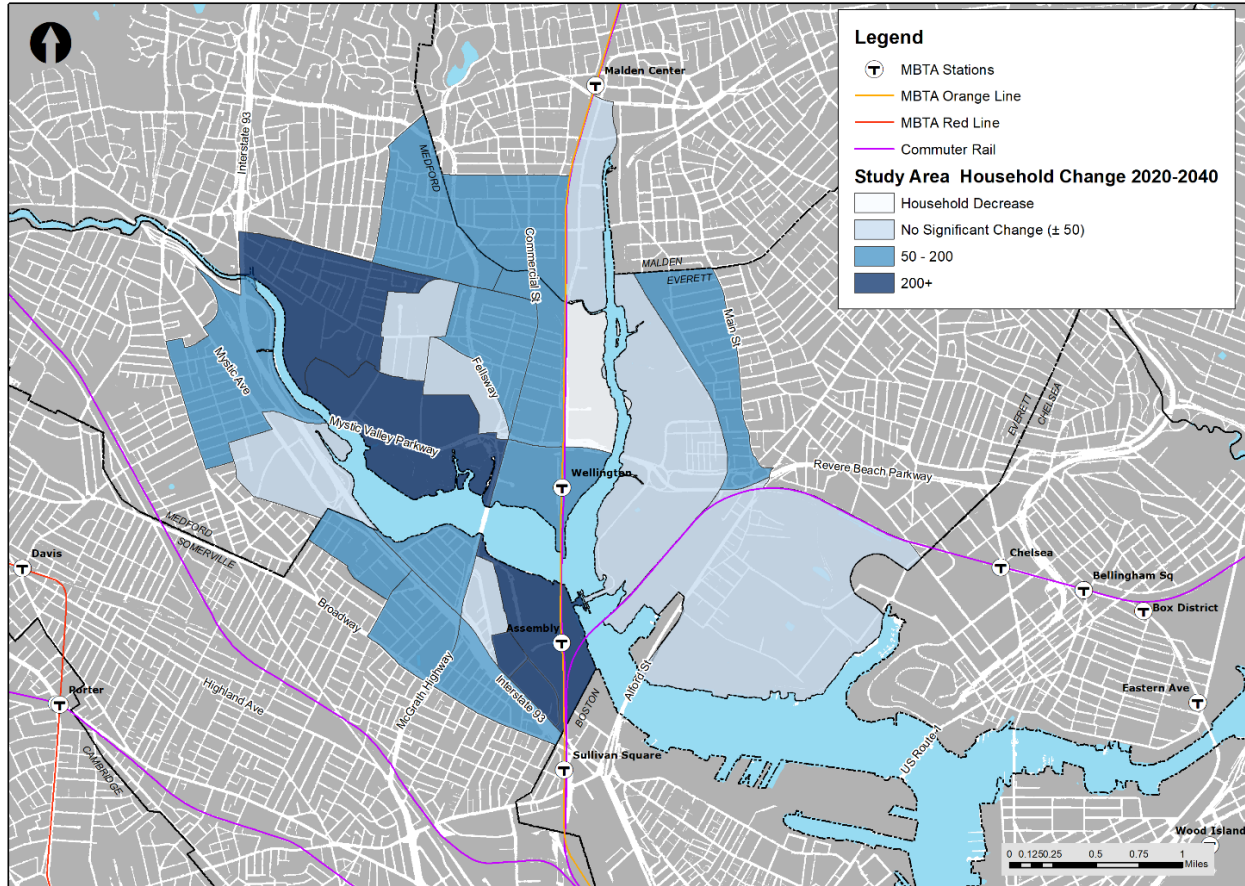 Legend
T
MBTA Stations
MBTA Orange Line
MBTA Red Line
Commuter Rail
Study Area Household Change 2020-2040
Household Decrease
No Significant Change (± 50)
50 - 200
200+
Malden Center
Interstate 93
MEDFORD
Commercial St
MALDEN
EVERETT
Main St
EVERETT
CHELSEA
Mystic Ave
Fellsway
Mystic Valley Parkway
Wellington
Revere Beach Parkway
MEDFORD
SOMERVILLE
Davis
Chelsea
Bellingham Sq
Box District
Broadway
Assembly
Highland Ave
McGrath Highway
Interstate 93
BOSTON
Alford St
Eastern Ave
Porter
CAMBRIDGE
Sullivan Square
US Route 1
Wood Island
0 0.125 0.25 0.5 0.75 1
Miles